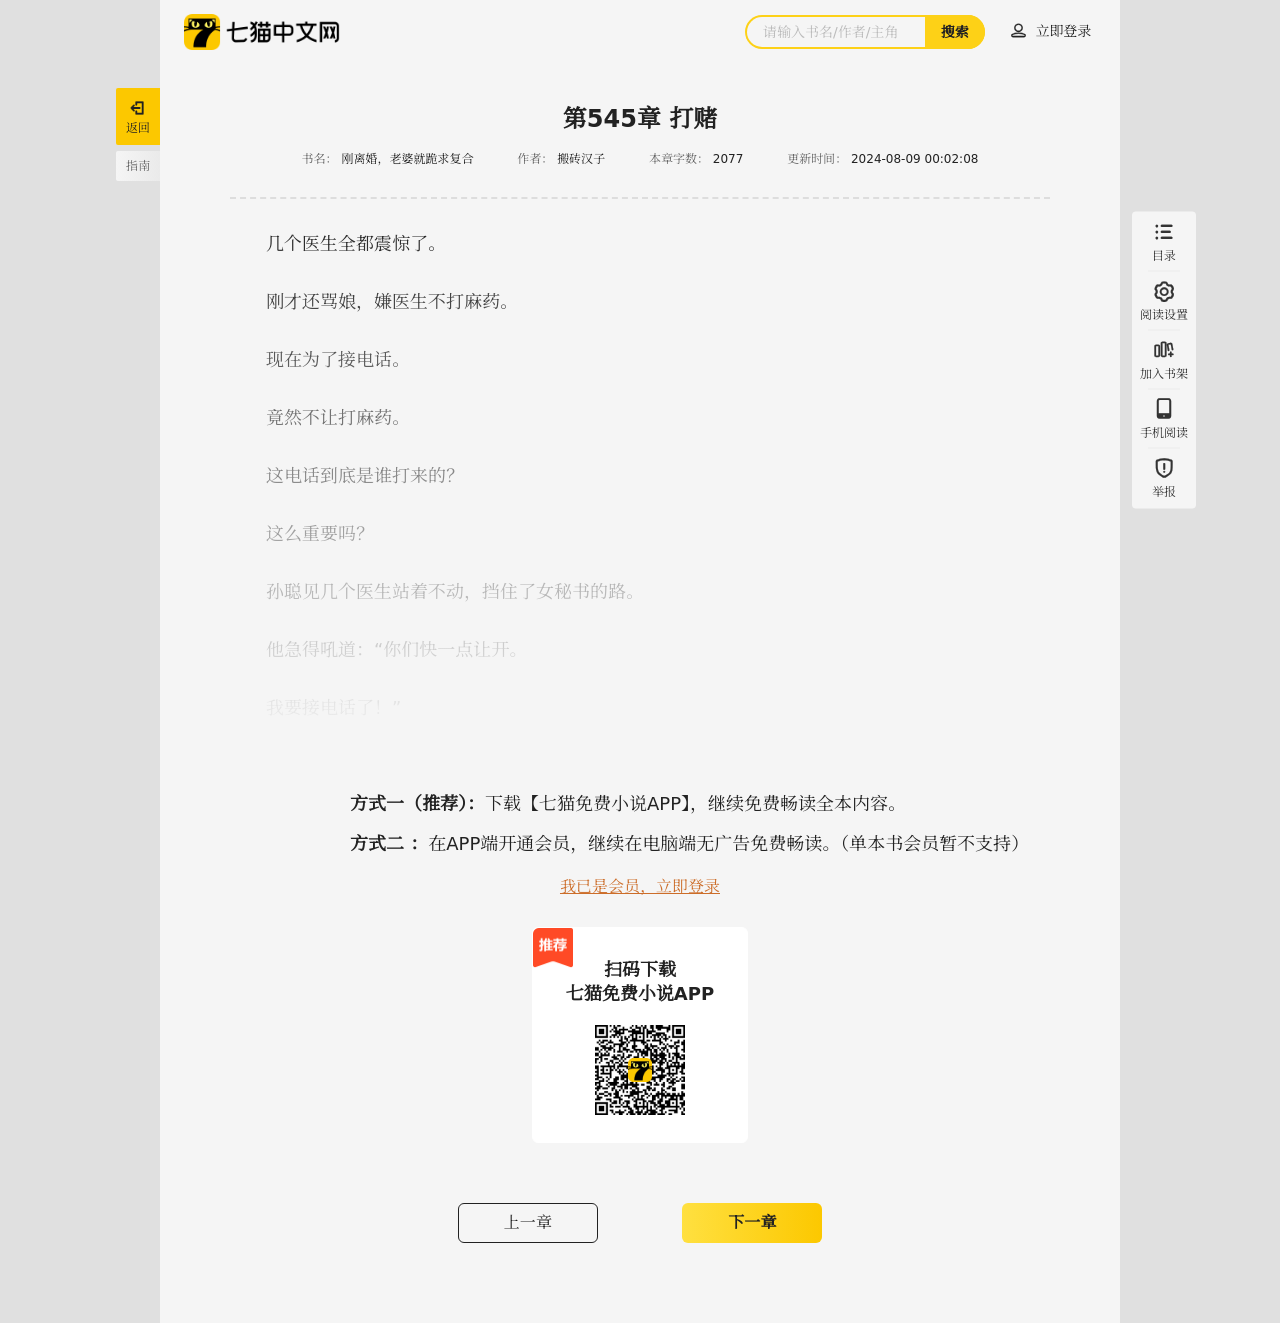 七猫中文网
请输入书名/作者/主角
搜索
立即登录
返回
指南
第545章 打赌
书名： 刚离婚，老婆就跪求复合 作者： 搬砖汉子 本章字数： 2077 更新时间： 2024-08-09 00:02:08
几个医生全都震惊了。
刚才还骂娘，嫌医生不打麻药。
现在为了接电话。
竟然不让打麻药。
这电话到底是谁打来的？
这么重要吗？
孙聪见几个医生站着不动，挡住了女秘书的路。
他急得吼道：“你们快一点让开。
我要接电话了！”
目录
阅读设置
加入书架
手机阅读
举报
方式一（推荐）： 下载【七猫免费小说APP】，继续免费畅读全本内容。
方式二 ： 在APP端开通会员，继续在电脑端无广告免费畅读。（单本书会员暂不支持）
我已是会员，立即登录
推荐
扫码下载
七猫免费小说APP
上一章
下一章